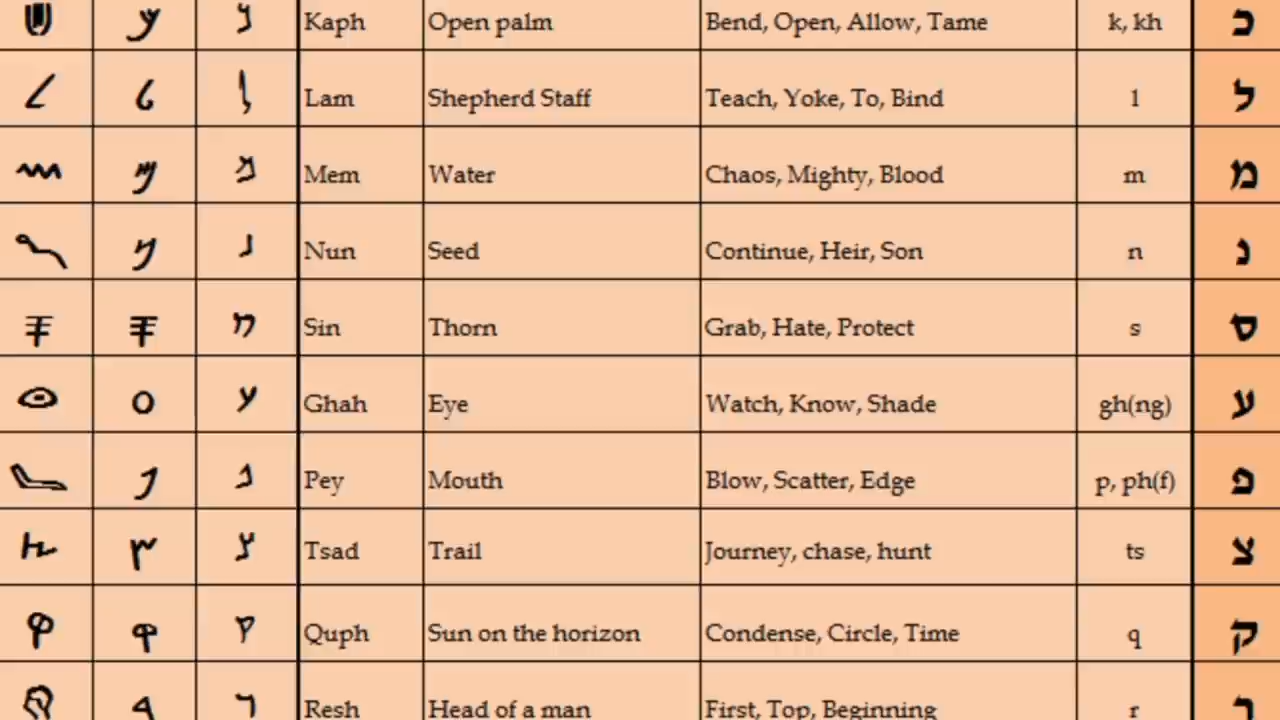 Kaph Open palm Bend, Open, Allow, Tame k, kh כ
Lam Shepherd Staff Teach, Yoke, To, Bind l ל
Mem Water Chaos, Mighty, Blood m מ
Nun Seed Continue, Heir, Son n נ
Sin Thorn Grab, Hate, Protect s ס
Ghah Eye Watch, Know, Shade gh(ng) ע
Pey Mouth Blow, Scatter, Edge p, ph(f) פ
Tsad Trail Journey, chase, hunt ts צ
Quph Sun on the horizon Condense, Circle, Time q ק
Resh Head of a man First, Top, Beginning r ר